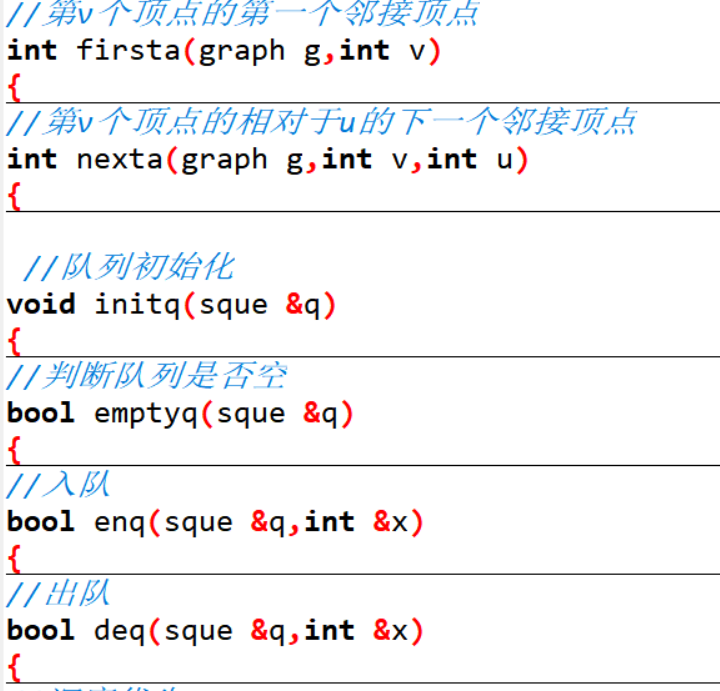 //第v个顶点的第一个邻接顶点
int firsta(graph g,int v)
{
//第v个顶点的相对于u的下一个邻接顶点
int nexta(graph g,int v,int u)
{
//队列初始化
void initq(sque &q)
{
//判断队列是否空
bool emptyq(sque &q)
{
//入队
bool enq(sque &q,int &x)
{
//出队
bool deq(sque &q,int &x)
{